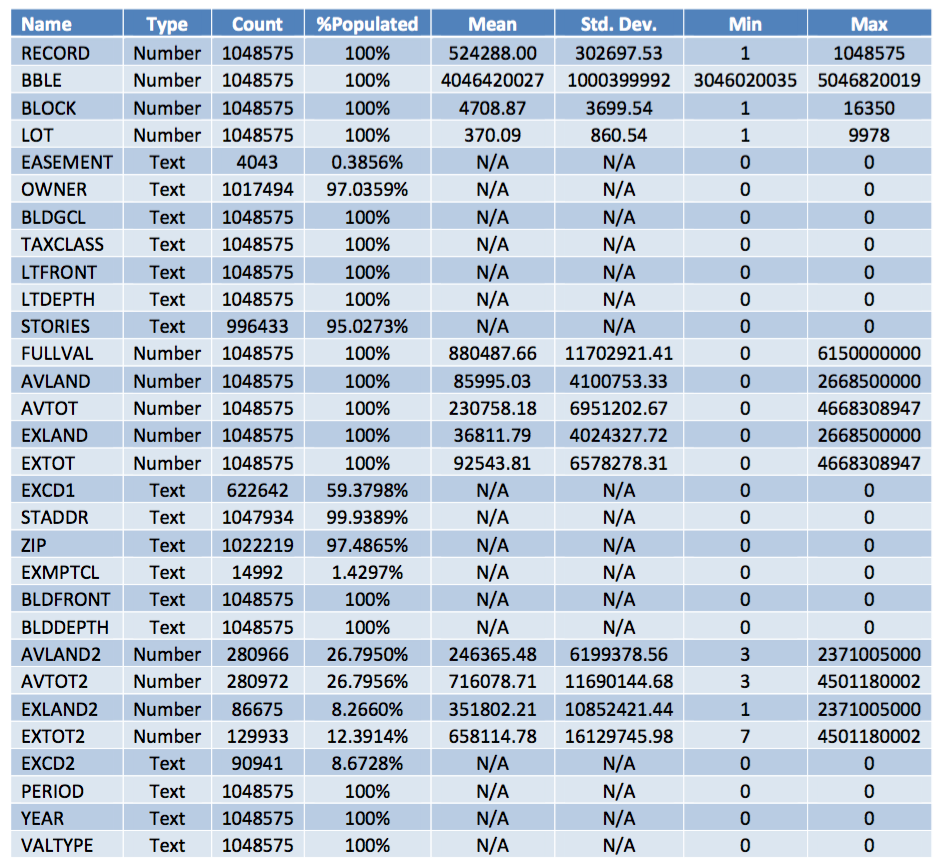 Name Type Count %Populated Mean Std. Dev. Min Max
RECORD Number 1048575 100% 524288.00 302697.53 1 1048575
BBLE Number 1048575 100% 4046420027 1000399992 3046020035 5046820019
BLOCK Number 1048575 100% 4708.87 3699.54 1 16350
LOT Number 1048575 100% 370.09 860.54 1 9978
EASEMENT Text 4043 0.3856% N/A N/A 0 0
OWNER Text 1017494 97.0359% N/A N/A 0 0
BLDGCL Text 1048575 100% N/A N/A 0 0
TAXCLASS Text 1048575 100% N/A N/A 0 0
LTFRONT Text 1048575 100% N/A N/A 0 0
LTDEPTH Text 1048575 100% N/A N/A 0 0
STORIES Text 996433 95.0273% N/A N/A 0 0
FULLVAL Number 1048575 100% 880487.66 11702921.41 0 6150000000
AVLAND Number 1048575 100% 85995.03 4100753.33 0 2668500000
AVTOT Number 1048575 100% 230758.18 6951202.67 0 4668308947
EXLAND Number 1048575 100% 36811.79 4024327.72 0 2668500000
EXTOT Number 1048575 100% 92543.81 6578278.31 0 4668308947
EXCD1 Text 622642 59.3798% N/A N/A 0 0
STADDR Text 1047934 99.9389% N/A N/A 0 0
ZIP Text 1022219 97.4865% N/A N/A 0 0
EXMPTCL Text 14992 1.4297% N/A N/A 0 0
BLDFRONT Text 1048575 100% N/A N/A 0 0
BLDDEPTH Text 1048575 100% N/A N/A 0 0
AVLAND2 Number 280966 26.7950% 246365.48 6199378.56 3 2371005000
AVTOT2 Number 280972 26.7956% 716078.71 11690144.68 3 4501180002
EXLAND2 Number 86675 8.2660% 351802.21 10852421.44 1 2371005000
EXTOT2 Number 129933 12.3914% 658114.78 16129745.98 7 4501180002
EXCD2 Text 90941 8.6728% N/A N/A 0 0
PERIOD Text 1048575 100% N/A N/A 0 0
YEAR Text 1048575 100% N/A N/A 0 0
VALTYPE Text 1048575 100% N/A N/A 0 0